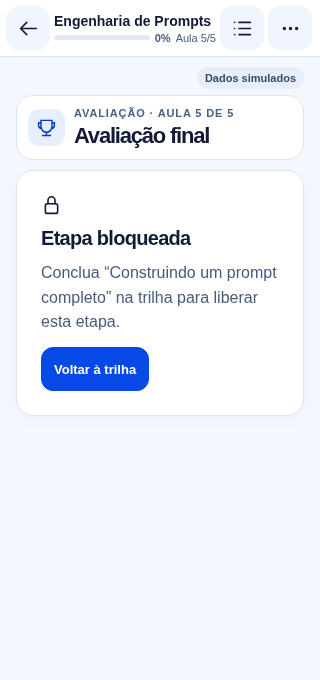 Engenharia de Prompts
0% Aula 5/5
Dados simulados
AVALIAÇÃO · AULA 5 DE 5
Avaliação final
Etapa bloqueada
Conclua “Construindo um prompt
completo” na trilha para liberar
esta etapa.
Voltar à trilha